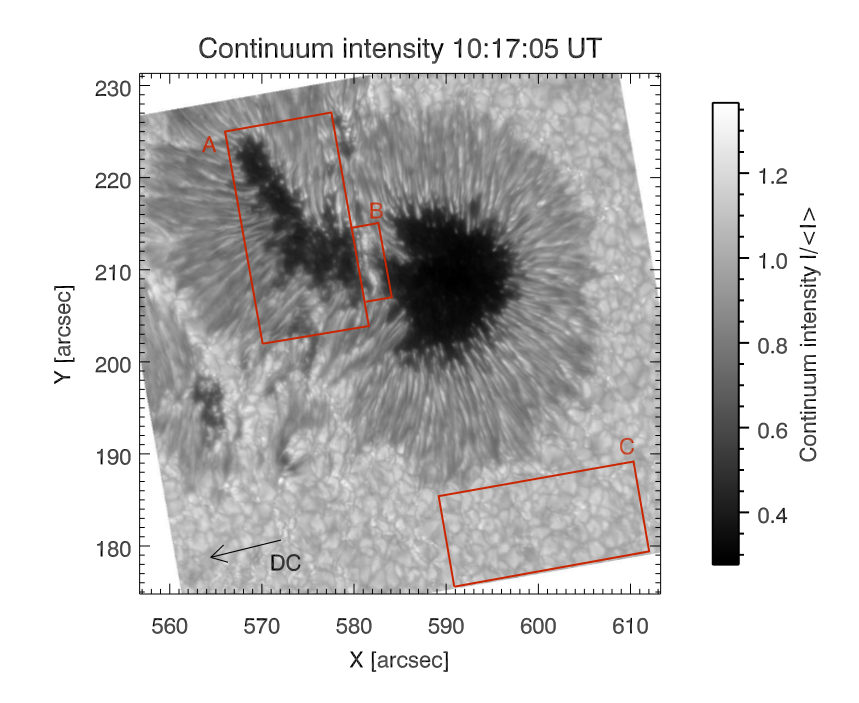 Continuum intensity 10:17:05 UT
230
220
210
200
190
180
Y [arcsec]
A
B
C
DC
560
570
580
590
600
610
X [arcsec]
1.2
1.0
0.8
0.6
0.4
Continuum intensity I/<I>